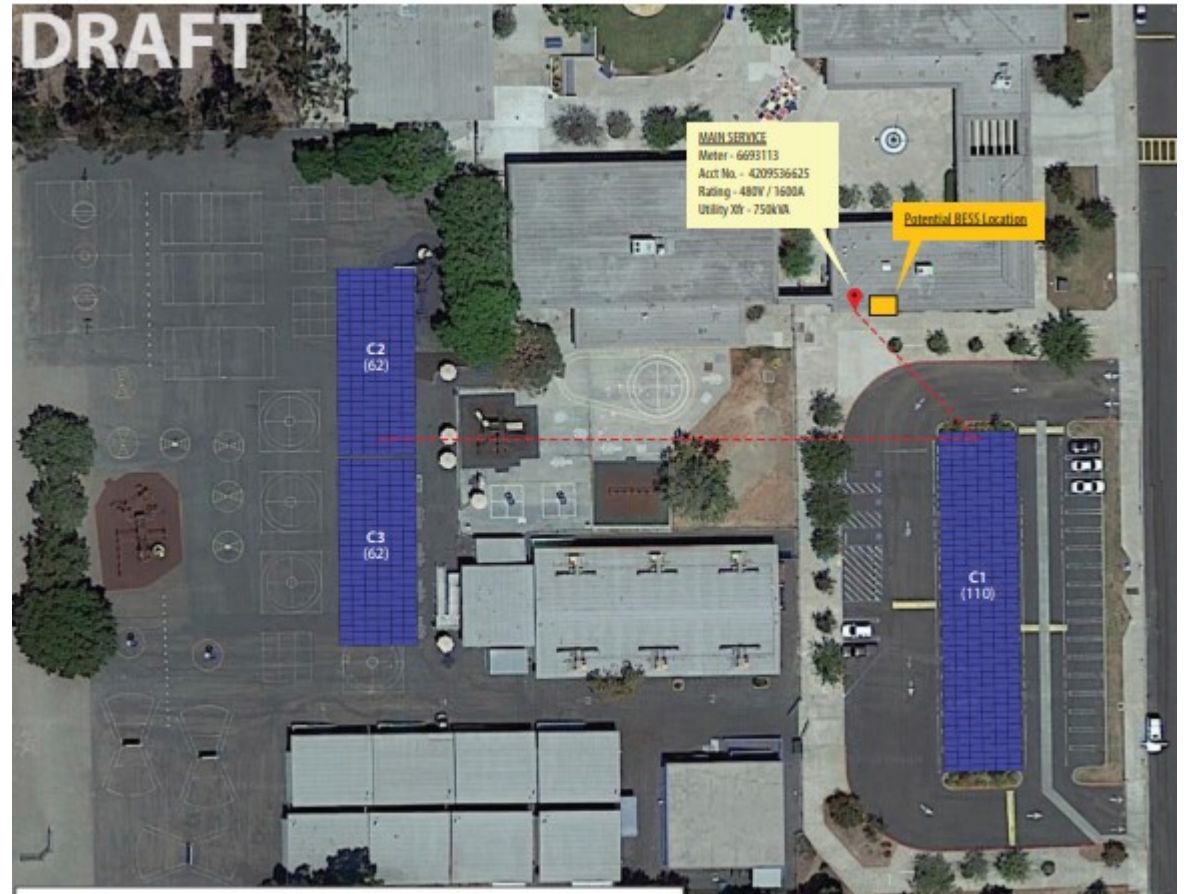 DRAFT
MAIN SERVICE
Meter - 6693113
Acct No. - 4209536625
Rating - 480V / 1600A
Utility Xfr - 750kVA
Potential BESS Location
C2
(62)
C3
(62)
C1
(110)